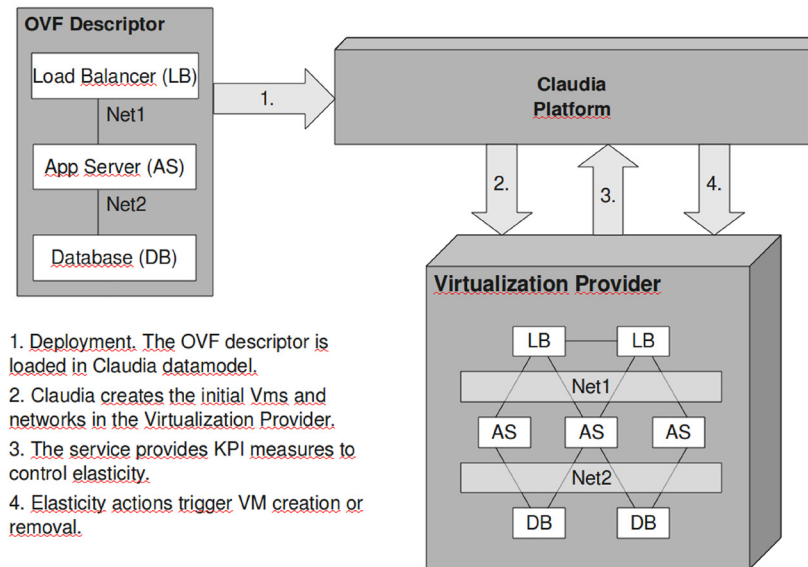 OVF Descriptor
Load Balancer (LB)
Net1
App Server (AS)
Net2
Database (DB)
1.
Claudia
Platform
2.
3.
4.
Virtualization Provider
LB
LB
Net1
AS
AS
AS
Net2
DB
DB
1. Deployment. The OVF descriptor is
loaded in Claudia datamodel.
2. Claudia creates the initial Vms and
networks in the Virtualization Provider.
3. The service provides KPI measures to
control elasticity.
4. Elasticity actions trigger VM creation or
removal.